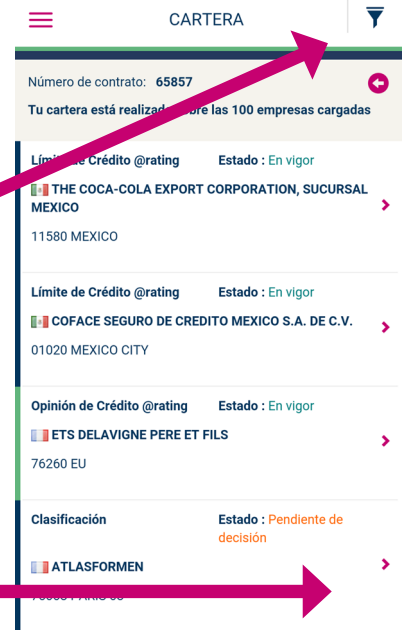 CARTERA
Número de contrato: 65857
Tu cartera está las 100 empresas cargadas
de Crédito @rating Estado : En vigor
THE COCA-COLA EXPORT CORPORATION, SUCURSAL
MEXICO
11580 MEXICO
Límite de Crédito @rating Estado : En vigor
COFACE SEGURO DE CREDITO MEXICO S.A. DE C.V.
01020 MEXICO CITY
Opinión de Crédito @rating Estado : En vigor
ETS DELAVIGNE PERE ET FILS
76260 EU
Clasificación Estado : Pendiente de
decisión
ATLASFORMEN